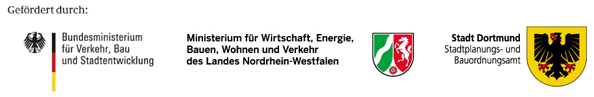 Gefördert durch:
Bundesministerium
für Verkehr, Bau
und Stadtentwicklung
Ministerium für Wirtschaft, Energie,
Bauen, Wohnen und Verkehr
des Landes Nordrhein-Westfalen
Stadt Dortmund
Stadtplanungs- und
Bauordnungsamt